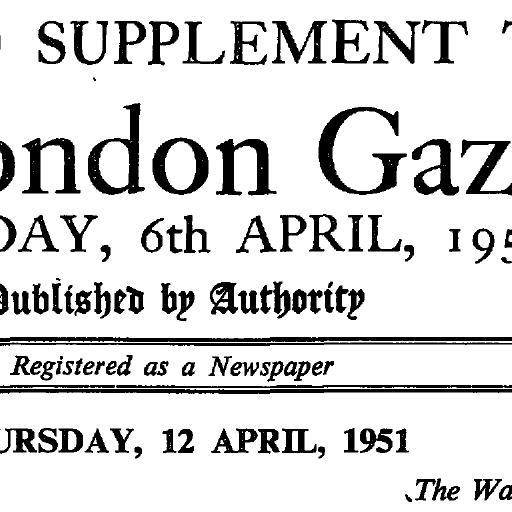 SUPPLEMENT
ondon Gaz
DAY, 6th APRIL, 195
Published by Authority
Registered as a Newspaper
URSDAY, 12 APRIL, 1951
The Wa